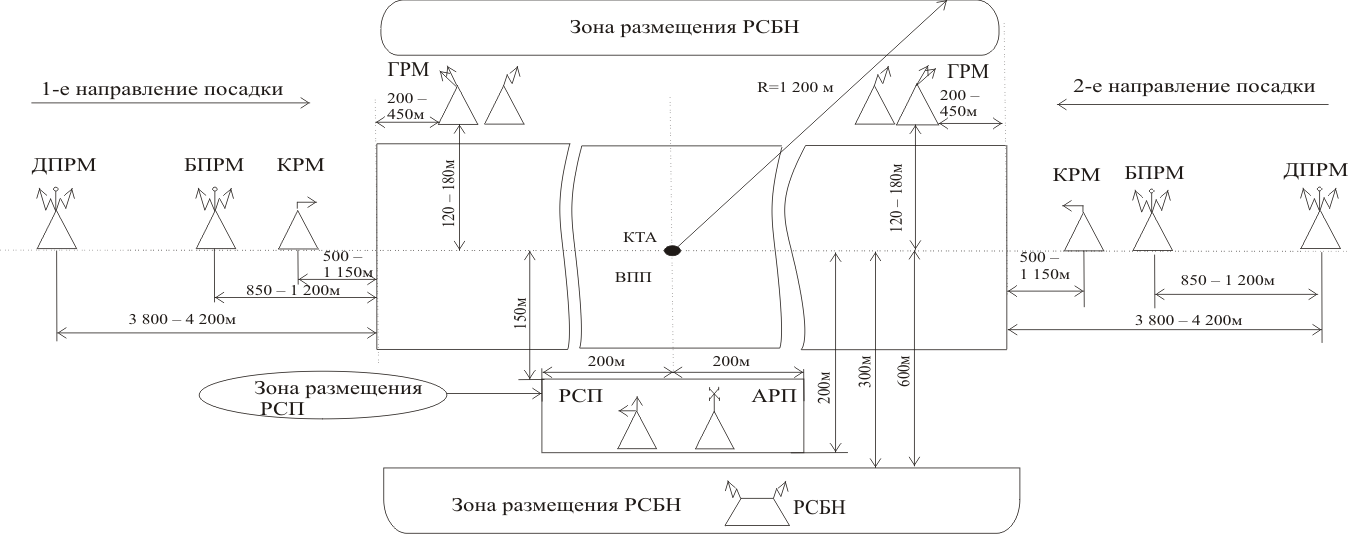 Зона размещения РСБН
ГРМ
ГРМ
1-е направление посадки
R=1 200 м
2-е направление посадки
200 –
450м
200 –
450м
ДПРМ
БПРМ
КРМ
120 – 180м
120 – 180м
КРМ
БПРМ
ДПРМ
КТА
ВПП
500 –
1 150м
850 – 1 200м
3 800 – 4 200м
500 –
1 150м
850 – 1 200м
3 800 – 4 200м
150м
200м
200м
200м
300м
600м
Зона размещения
РСП
РСП
АРП
Зона размещения РСБН
РСБН